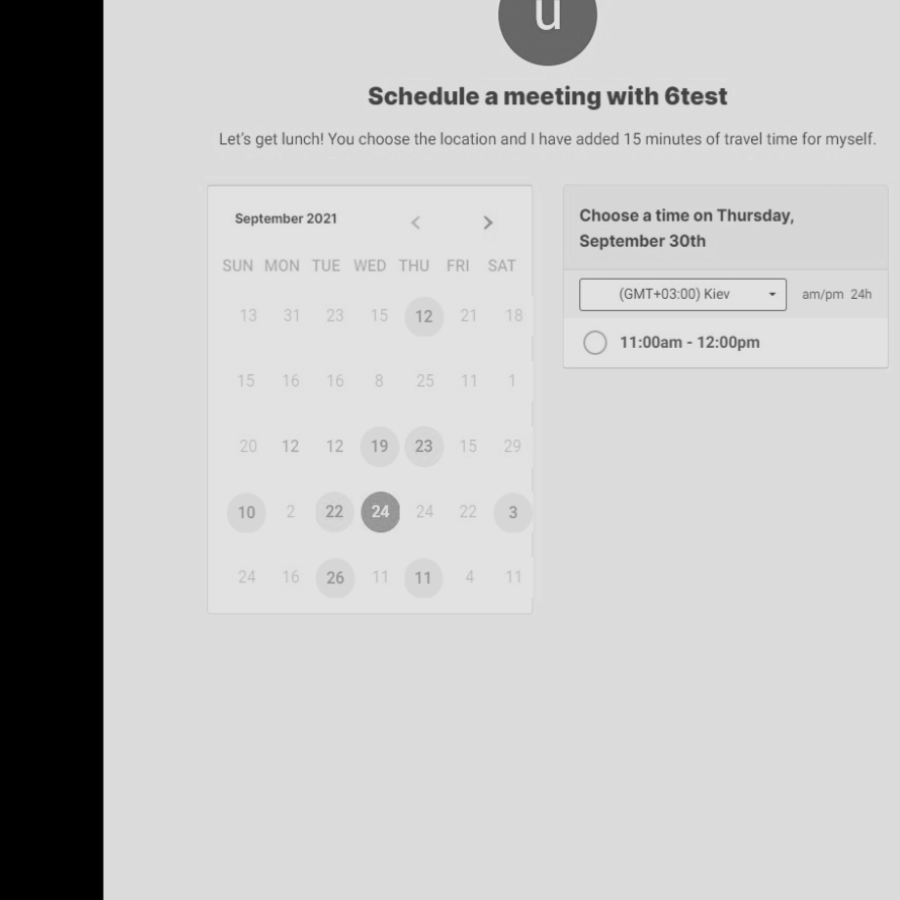 u
Schedule a meeting with 6test
Let's get lunch! You choose the location and I have added 15 minutes of travel time for myself.
September 2021
SUN MON TUE WED THU FRI SAT
13 31 23 15 12 21 18
15 16 16 8 25 11 1
20 12 12 19 23 15 29
10 2 22 24 24 22 3
24 16 26 11 11 4 11
Choose a time on Thursday,
September 30th
(GMT+03:00) Kiev am/pm 24h
11:00am - 12:00pm